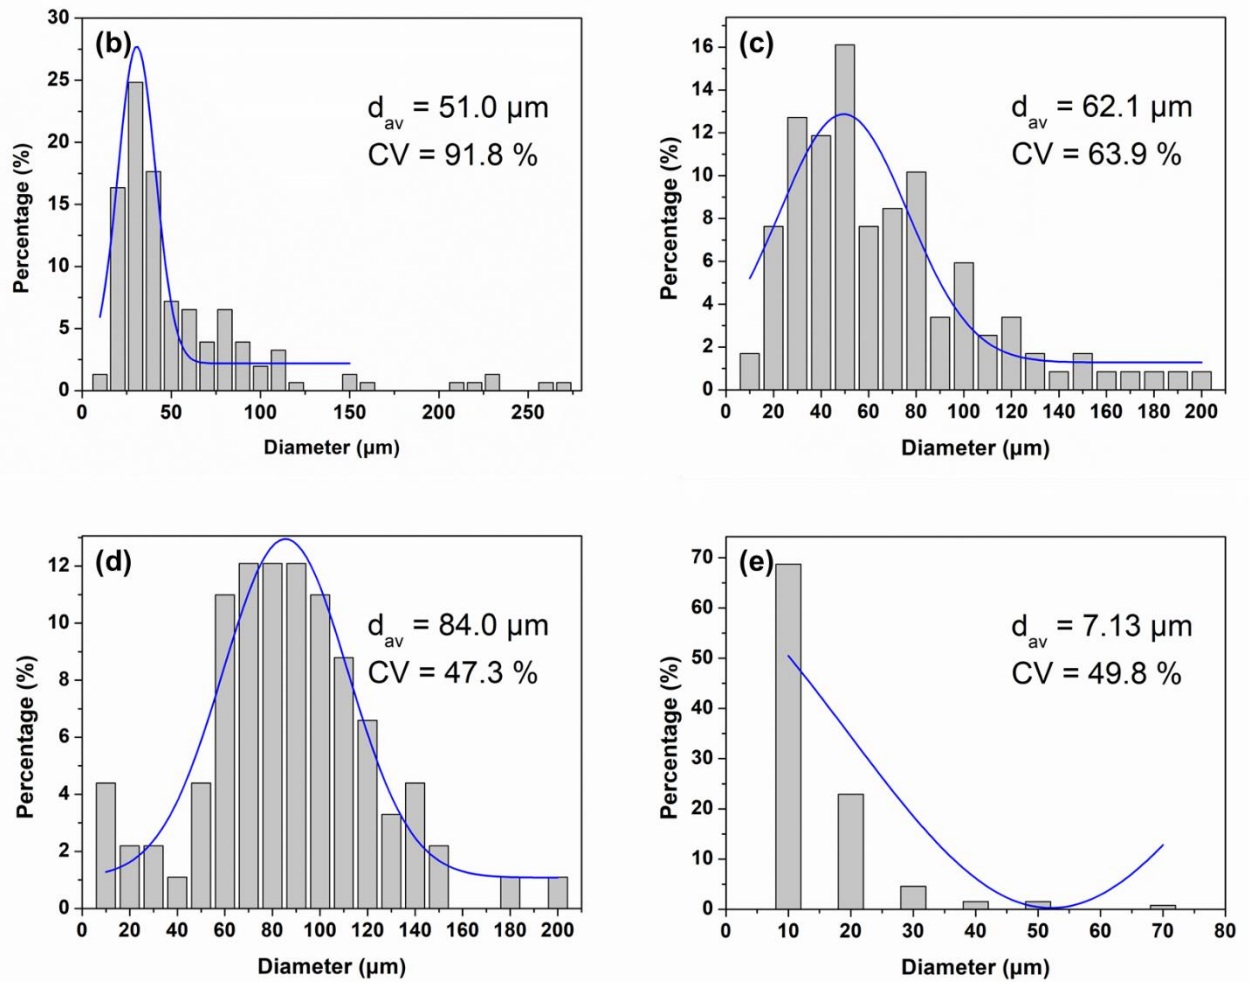 (b)
d_av = 51.0 µm
CV = 91.8 %
Percentage (%)
30
25
20
15
10
5
0
0 50 100 150 200 250
Diameter (µm)
(c)
d_av = 62.1 µm
CV = 63.9 %
Percentage (%)
16
14
12
10
8
6
4
2
0
0 20 40 60 80 100 120 140 160 180 200
Diameter (µm)
(d)
d_av = 84.0 µm
CV = 47.3 %
Percentage (%)
12
10
8
6
4
2
0
0 20 40 60 80 100 120 140 160 180 200
Diameter (µm)
(e)
d_av = 7.13 µm
CV = 49.8 %
Percentage (%)
70
60
50
40
30
20
10
0
0 10 20 30 40 50 60 70 80
Diameter (µm)